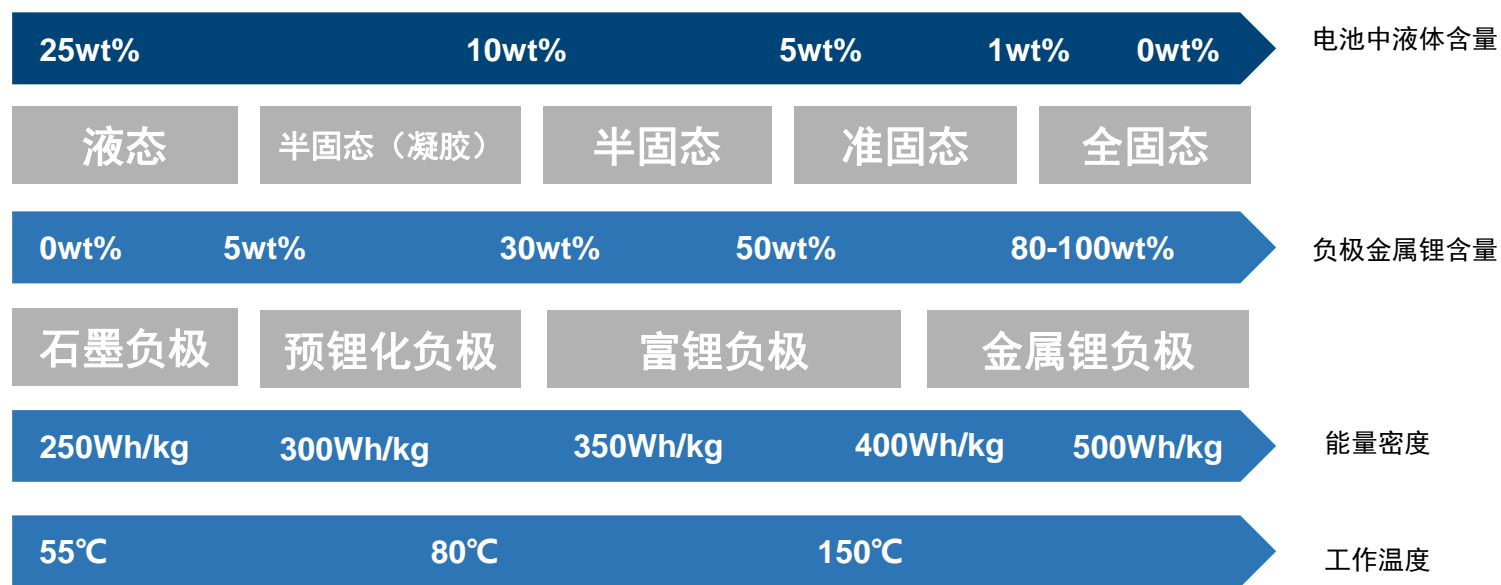 25wt% 10wt% 5wt% 1wt% 0wt% 电池中液体含量
液态 半固态（凝胶） 半固态 准固态 全固态
0wt% 5wt% 30wt% 50wt% 80-100wt% 负极金属锂含量
石墨负极 预锂化负极 富锂负极 金属锂负极
250Wh/kg 300Wh/kg 350Wh/kg 400Wh/kg 500Wh/kg 能量密度
55℃ 80℃ 150℃ 工作温度